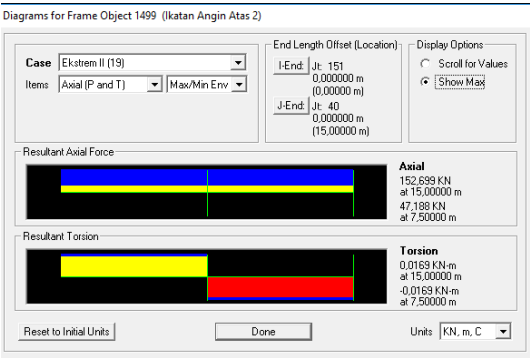 Diagrams for Frame Object 1499 (Ikatan Angin Atas 2)
Case Ekstrem II (19)
Items Axial (P and T) Max/Min Env
End Length Offset (Location)
I-End: Jt: 151
0,000000 m
(0,00000 m)
J-End: Jt: 40
0,000000 m
(15,00000 m)
Display Options
Scroll for Values
Show Max
Resultant Axial Force
Axial
152,699 KN
at 15,00000 m
47,188 KN
at 7,50000 m
Resultant Torsion
Torsion
0,0169 KN-m
at 15,00000 m
-0,0169 KN-m
at 7,50000 m
Reset to Initial Units
Done
Units KN, m, C